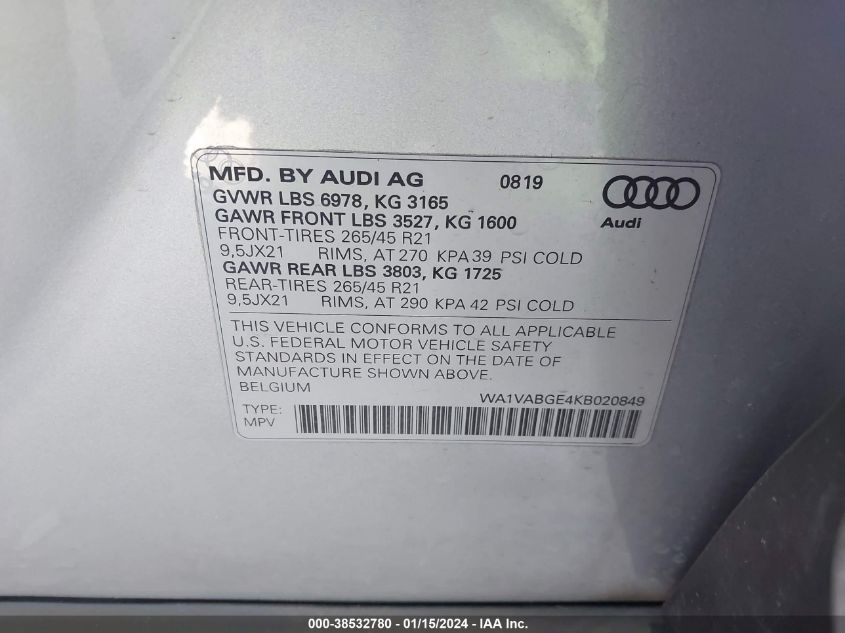 MFD. BY AUDI AG 0819
GVWR LBS 6978, KG 3165
GAWR FRONT LBS 3527, KG 1600
Audi
FRONT-TIRES 265/45 R21
9,5JX21 RIMS, AT 270 KPA 39 PSI COLD
GAWR REAR LBS 3803, KG 1725
REAR-TIRES 265/45 R21
9,5JX21 RIMS, AT 290 KPA 42 PSI COLD
THIS VEHICLE CONFORMS TO ALL APPLICABLE
U.S. FEDERAL MOTOR VEHICLE SAFETY
STANDARDS IN EFFECT ON THE DATE OF
MANUFACTURE SHOWN ABOVE.
BELGIUM
WA1VABGE4KB020849
TYPE:
MPV
000-38532780 - 01/15/2024 - IAA Inc.